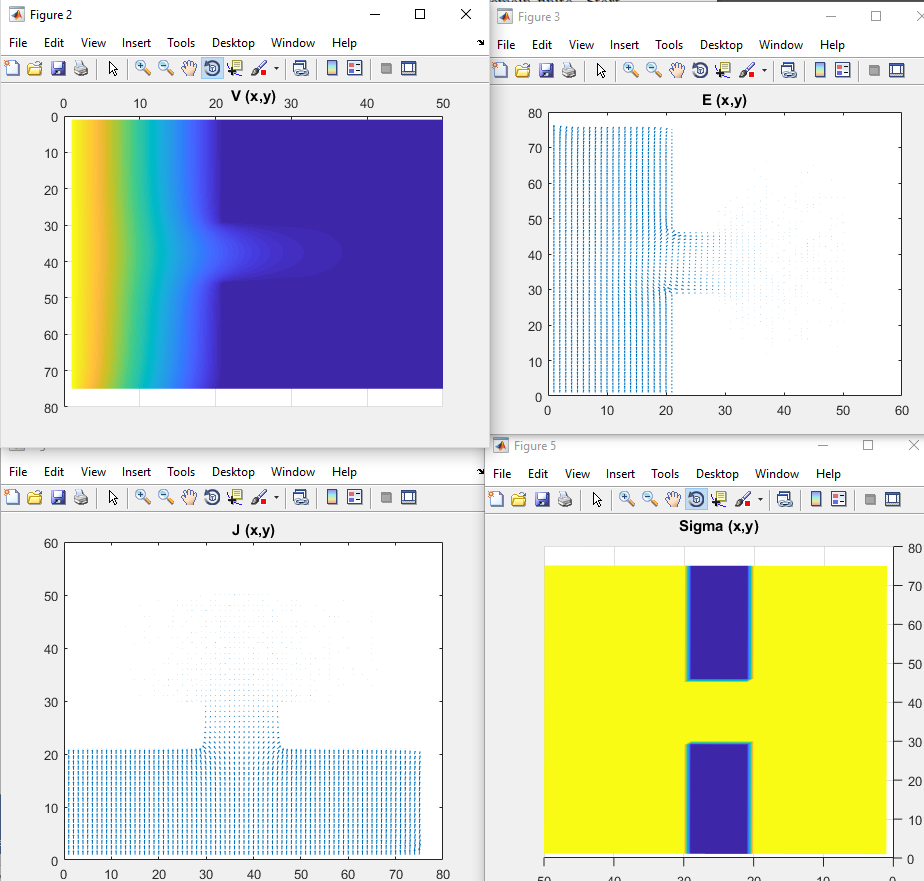 Figure 2
File Edit View Insert Tools Desktop Window Help
V (x,y)
0 10 20 30 40 50
0
10
20
30
40
50
60
70
80
Figure 3
File Edit View Insert Tools Desktop Window Help
E (x,y)
80
70
60
50
40
30
20
10
0
0 10 20 30 40 50 60
File Edit View Insert Tools Desktop Window Help
J (x,y)
60
50
40
30
20
10
0
0 10 20 30 40 50 60 70 80
Figure 5
File Edit View Insert Tools Desktop Window Help
Sigma (x,y)
80
70
60
50
40
30
20
10
0
50 40 30 20 10 0